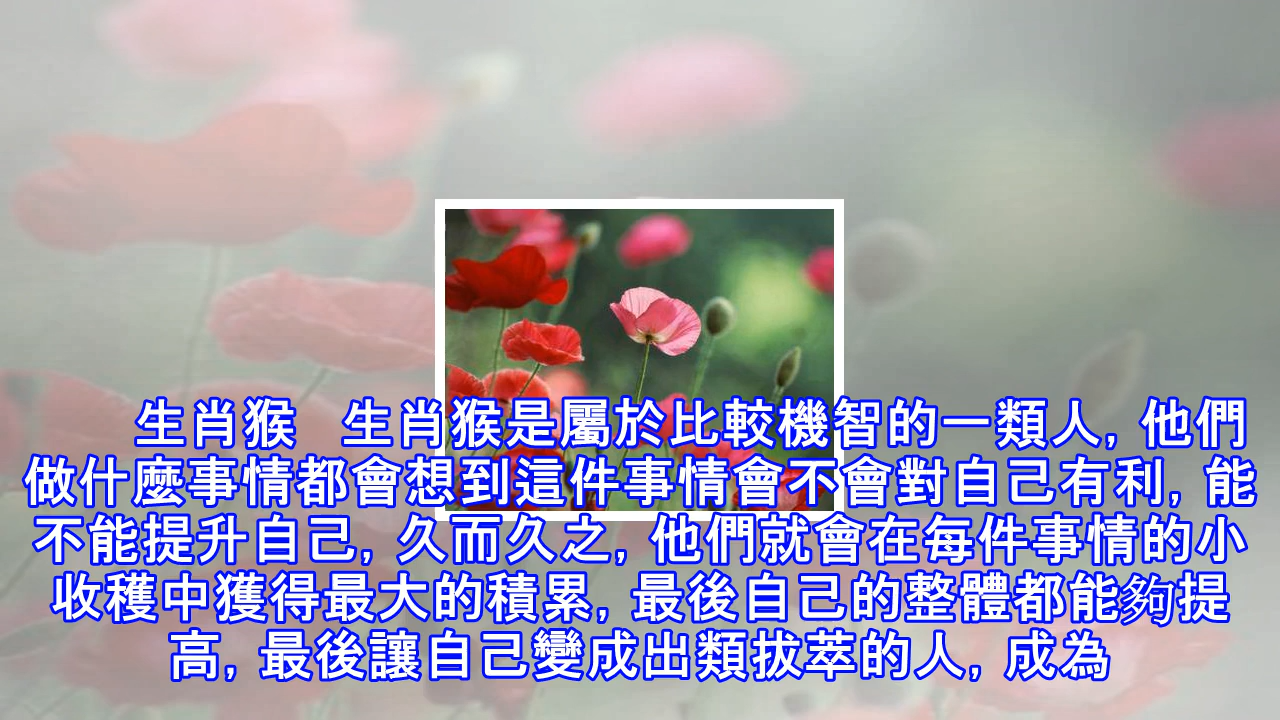 生肖猴　生肖猴是屬於比較機智的一類人, 他們
做什麼事情都會想到這件事情會不會對自己有利, 能
不能提升自己, 久而久之, 他們就會在每件事情的小
收穫中獲得最大的積累, 最後自己的整體都能夠提
高, 最後讓自己變成出類拔萃的人, 成為